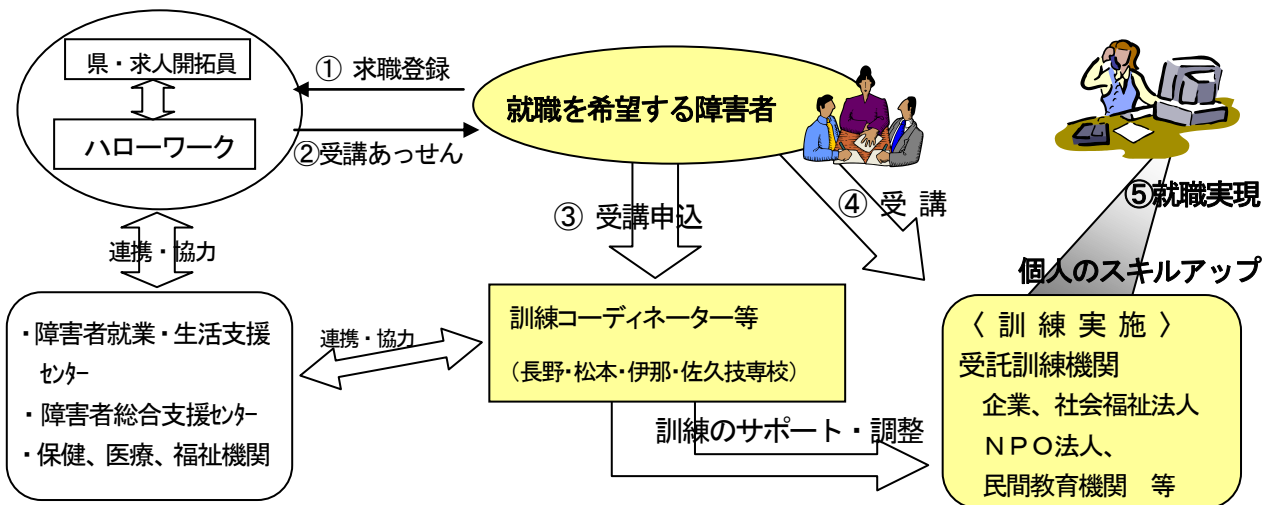 県・求人開拓員
ハローワーク
① 求職登録
②受講あっせん
就職を希望する障害者
③ 受講申込
④ 受 講
⑤就職実現
個人のスキルアップ
連携・協力
・障害者就業・生活支援
センター
・障害者総合支援センター
・保健、医療、福祉機関
連携・協力
訓練コーディネーター等
（長野・松本・伊那・佐久技専校）
訓練のサポート・調整
〈 訓 練 実 施 〉
受託訓練機関
企業、社会福祉法人
ＮＰＯ法人、
民間教育機関　等